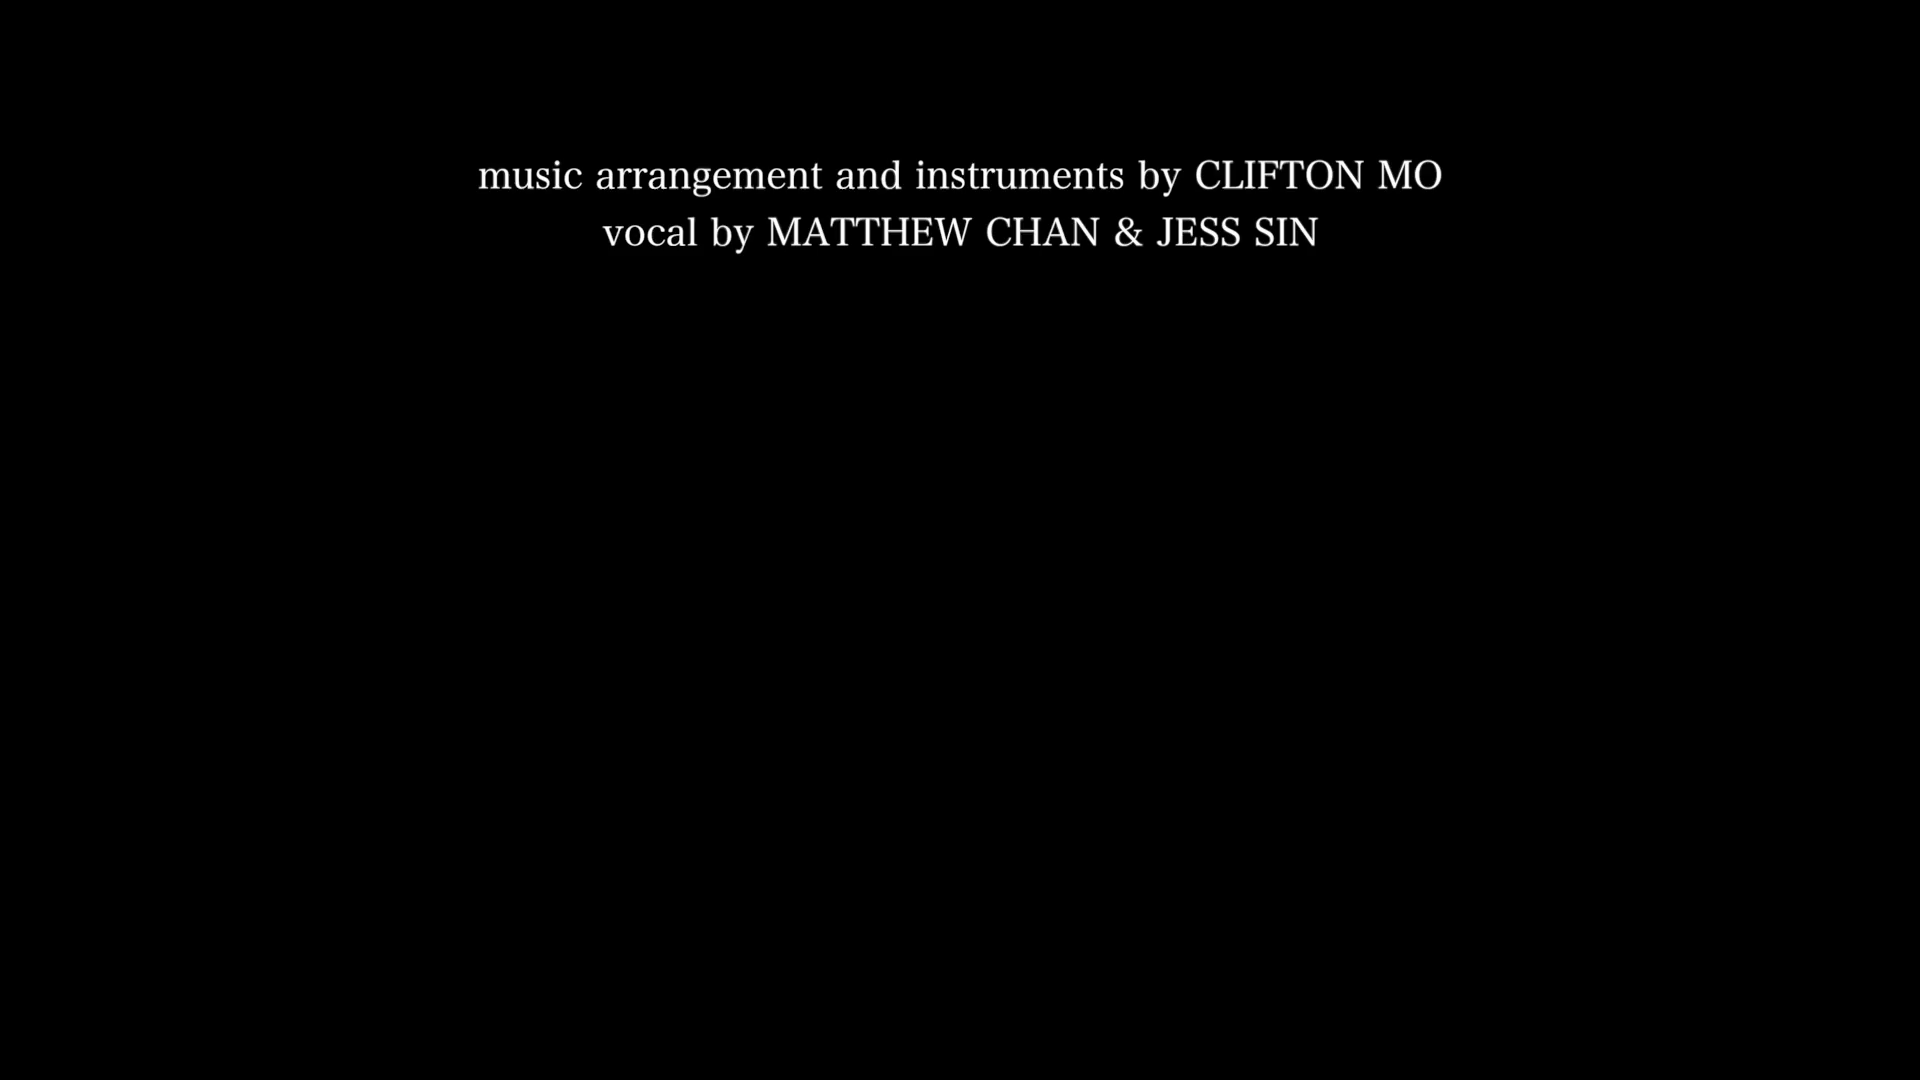 music arrangement and instruments by CLIFTON MO
vocal by MATTHEW CHAN & JESS SIN